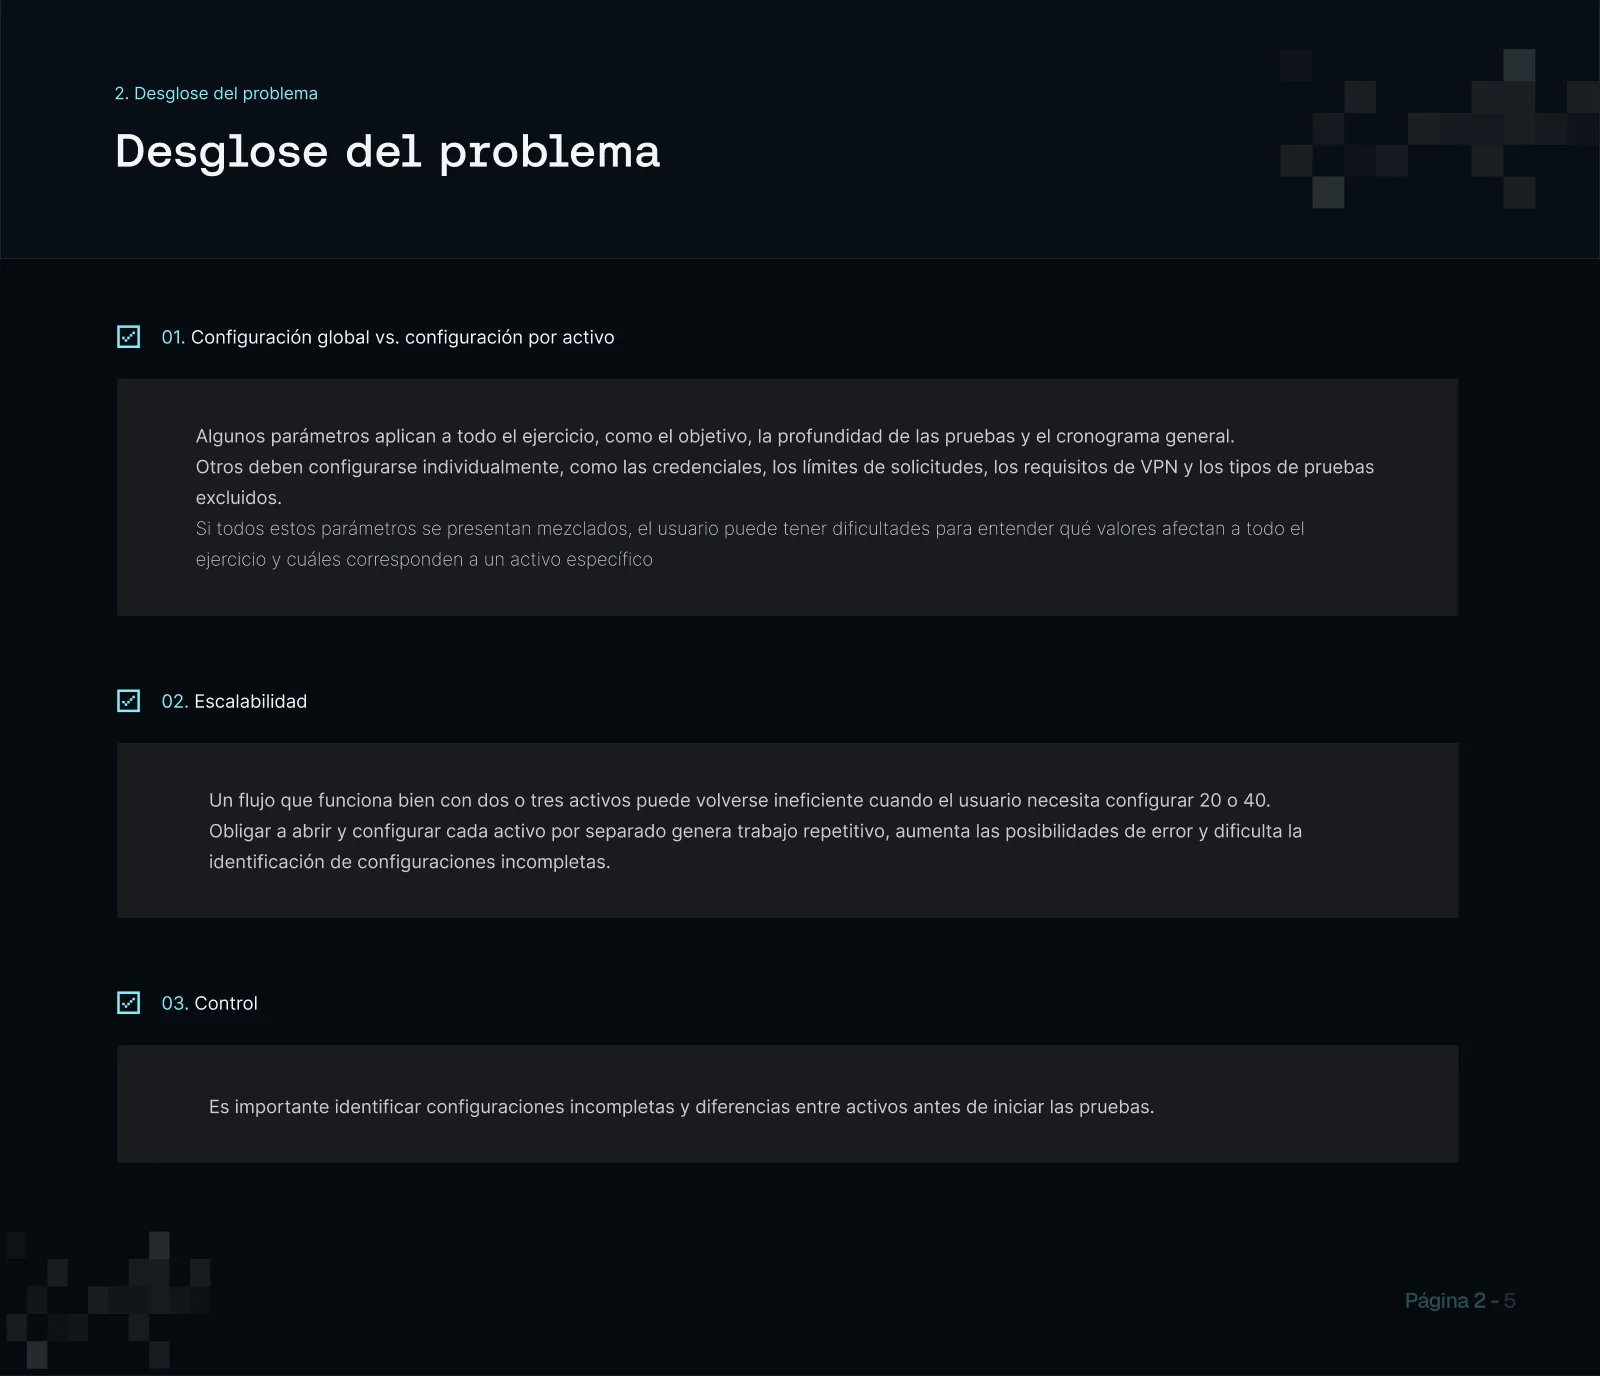 2. Desglose del problema
Desglose del problema
01. Configuración global vs. configuración por activo
Algunos parámetros aplican a todo el ejercicio, como el objetivo, la profundidad de las pruebas y el cronograma general.
Otros deben configurarse individualmente, como las credenciales, los límites de solicitudes, los requisitos de VPN y los tipos de pruebas
excluidos.
Si todos estos parámetros se presentan mezclados, el usuario puede tener dificultades para entender qué valores afectan a todo el
ejercicio y cuáles corresponden a un activo específico
02. Escalabilidad
Un flujo que funciona bien con dos o tres activos puede volverse ineficiente cuando el usuario necesita configurar 20 o 40.
Obligar a abrir y configurar cada activo por separado genera trabajo repetitivo, aumenta las posibilidades de error y dificulta la
identificación de configuraciones incompletas.
03. Control
Es importante identificar configuraciones incompletas y diferencias entre activos antes de iniciar las pruebas.
Página 2 - 5